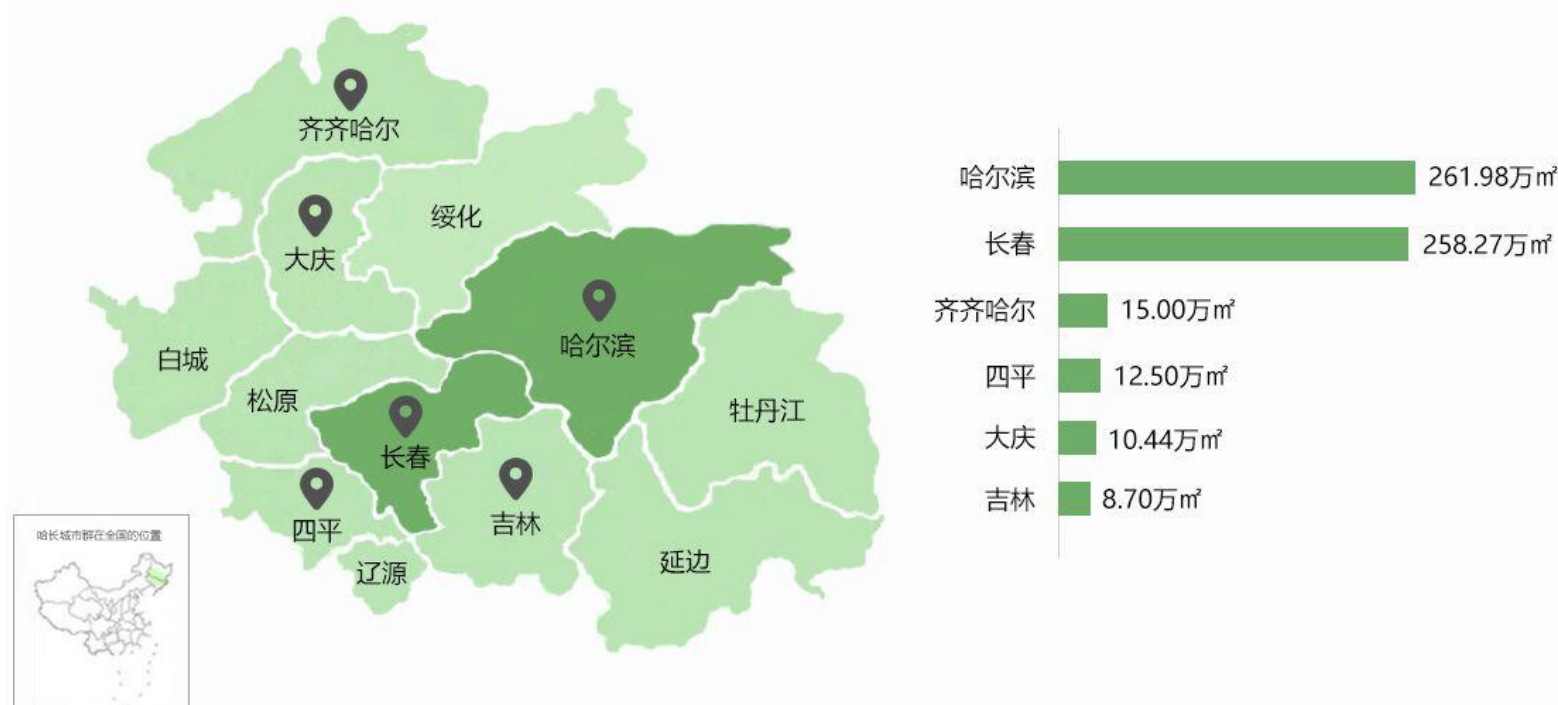 齐齐哈尔
绥化
大庆
哈尔滨
白城
松原
牡丹江
长春
四平
吉林
辽源
延边
哈长城市群在全国的位置
哈尔滨 261.98万㎡
长春 258.27万㎡
齐齐哈尔 15.00万㎡
四平 12.50万㎡
大庆 10.44万㎡
吉林 8.70万㎡